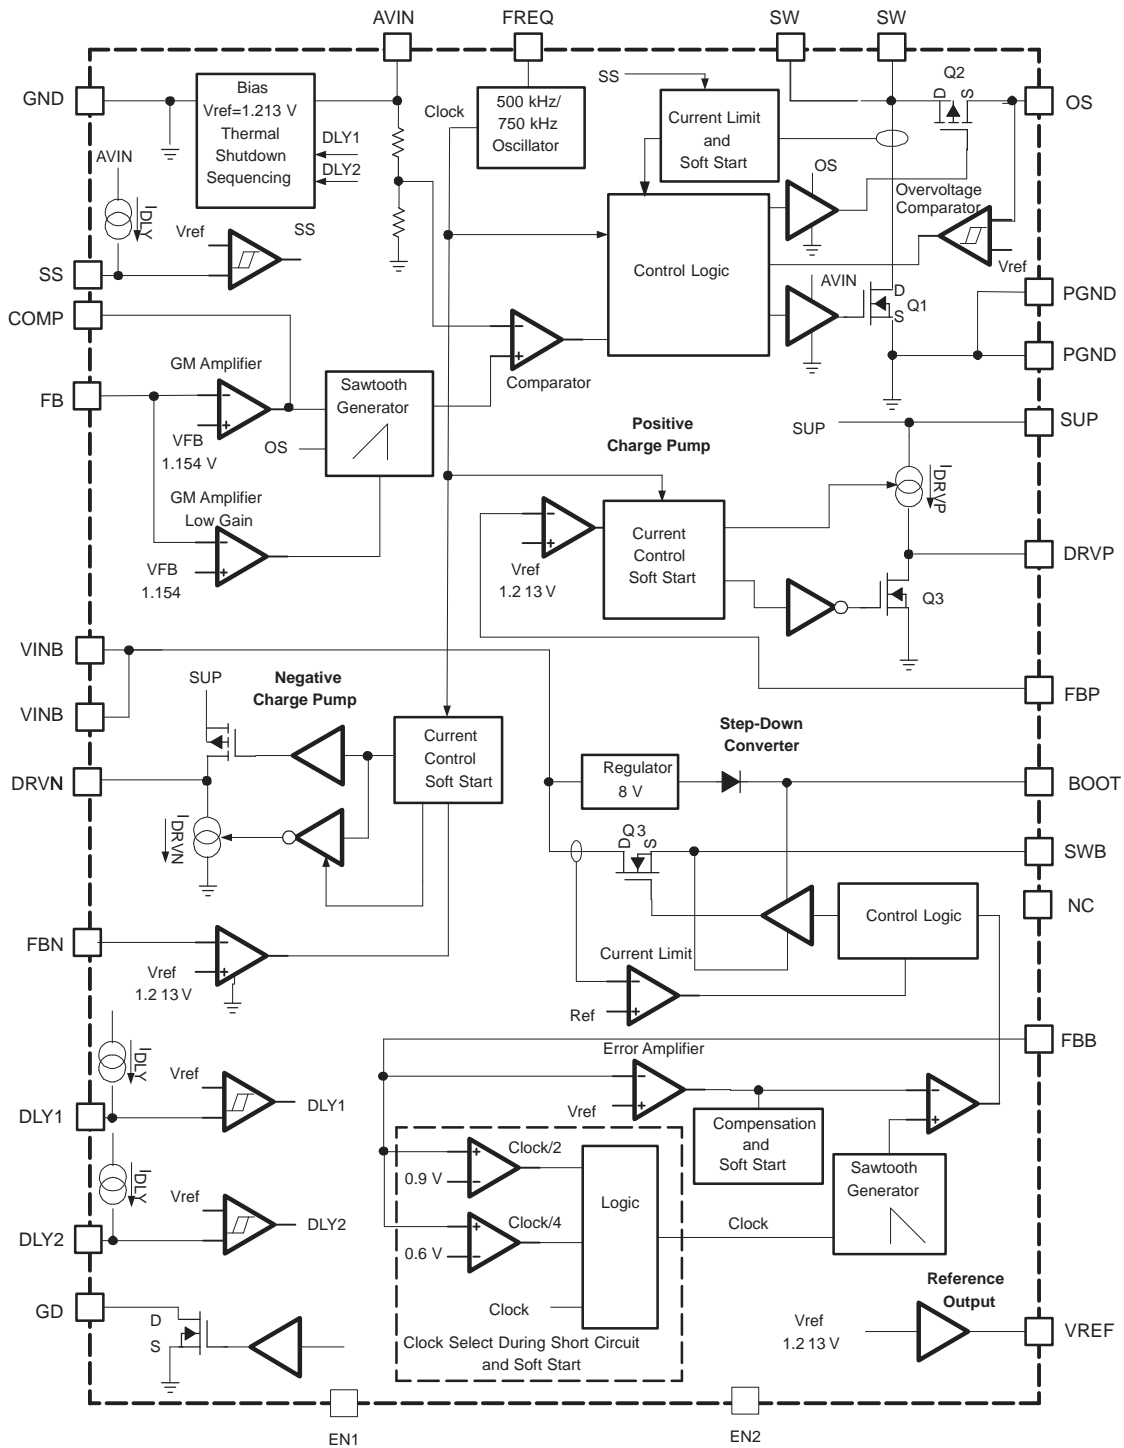 AVIN
FREQ
SW
SW
GND
Bias
Vref=1.213 V
Thermal
Shutdown
Sequencing
DLY1
DLY2
Clock
500 kHz/
750 kHz
Oscillator
SS
Current Limit
and
Soft Start
Q2
D
S
OS
AVIN
IDLY
Vref
SS
SS
OS
Overvoltage
Comparator
Vref
Control Logic
AVIN
D
Q1
S
PGND
PGND
COMP
GM Amplifier
FB
VFB
1.154 V
Sawtooth
Generator
OS
Comparator
GM Amplifier
Low Gain
VFB
1.154
Positive
Charge Pump
SUP
SUP
IDRVP
Vref
1.2 13 V
Current
Control
Soft Start
DRVP
Q3
VINB
VINB
FBP
SUP
Negative
Charge Pump
Current
Control
Soft Start
Step-Down
Converter
Regulator
8 V
BOOT
DRVN
IDRVN
Q3
D
S
SWB
NC
Control Logic
FBN
Vref
1.2 13 V
Current Limit
Ref
FBB
Error Amplifier
Vref
IDLY
Vref
DLY1
DLY1
Compensation
and
Soft Start
Sawtooth
Generator
Clock/2
0.9 V
Logic
Clock/4
0.6 V
Clock
Clock
Clock Select During Short Circuit
and Soft Start
IDLY
Vref
DLY2
DLY2
GD
D
S
Reference
Output
Vref
1.2 13 V
VREF
EN1
EN2